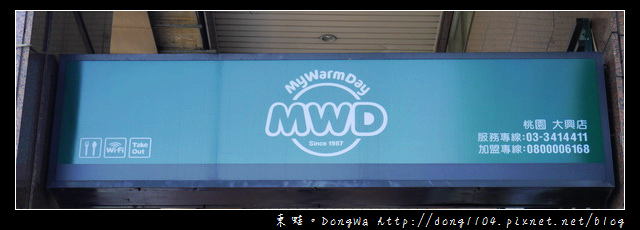 MyWarmDay
MWD
Since 1987
Wi-Fi
Take Out
桃園 大興店
服務專線:03-3414411
加盟專線:0800006168
東蛙。DongWa http://dong1104.pixnet.net/blog